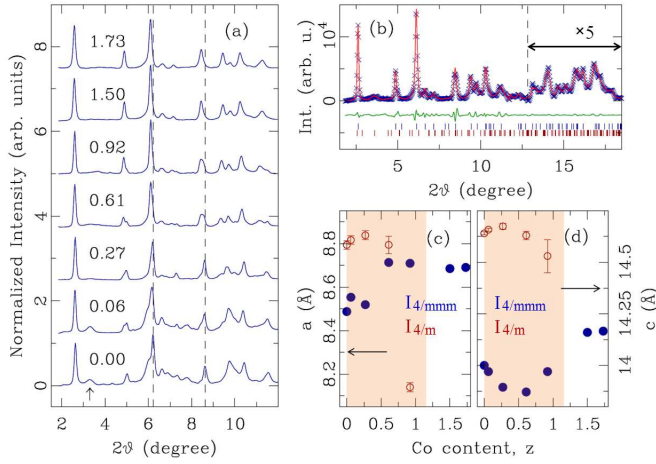 (a)
1.73
1.50
0.92
0.61
0.27
0.06
0.00
Normalized Intensity (arb. units)
8
6
4
2
0
2 4 6 8 10 12
2ϑ (degree)
(b)
×5
Int. (arb. u.)
10⁴
0
5 10 15
2ϑ (degree)
(c)
I4/mmm
I4/m
a (Å)
8.8
8.6
8.4
8.2
0 0.5 1 1.5
(d)
I4/mmm
I4/m
14.5
14.25
14
c (Å)
0 0.5 1 1.5
Co content, z